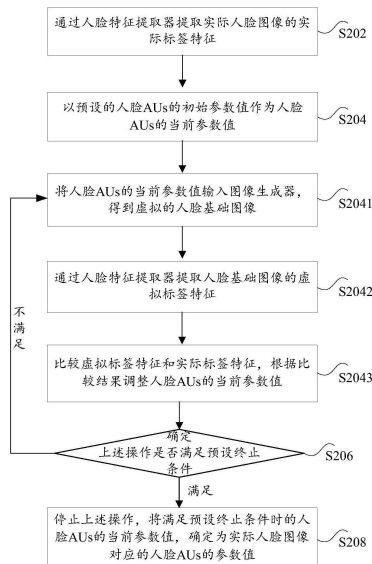 通过人脸特征提取器提取实际人脸图像的实
际标签特征
S202
以预设的人脸AUs的初始参数值作为人脸
AUs的当前参数值
S204
将人脸AUs的当前参数值输入图像生成器，
得到虚拟的人脸基础图像
S2041
通过人脸特征提取器提取人脸基础图像的虚
拟标签特征
S2042
比较虚拟标签特征和实际标签特征，根据比
较结果调整人脸AUs的当前参数值
S2043
不满足
确定
上述操作是否满足预设终止
条件
S206
满足
停止上述操作，将满足预设终止条件时的人
脸AUs的当前参数值，确定为实际人脸图像
对应的人脸AUs的参数值
S208